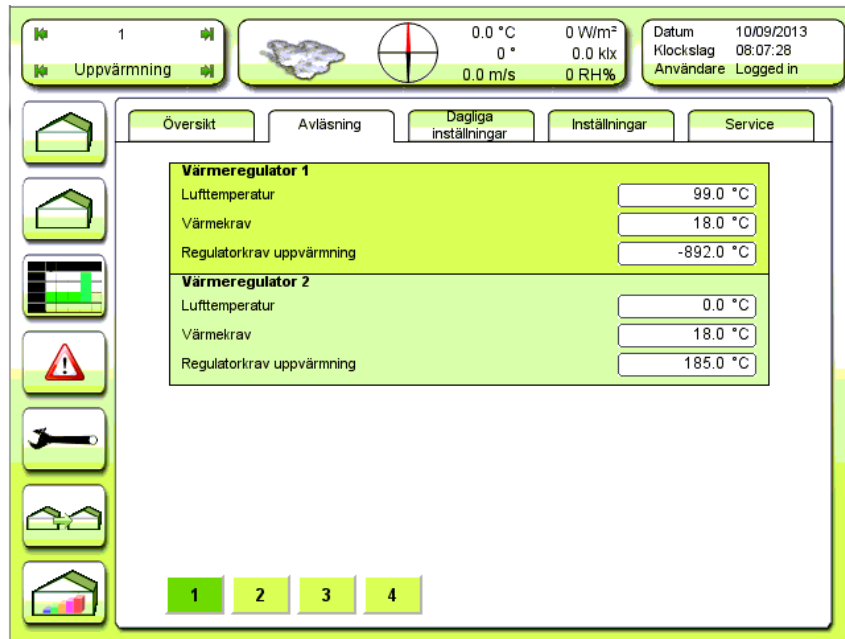 1
Uppvärmning
0.0 °C
0 °
0.0 m/s
0 W/m²
0.0 klx
0 RH%
Datum 10/09/2013
Klockslag 08:07:28
Användare Logged in
Översikt
Avläsning
Dagliga
inställningar
Inställningar
Service
Värmeregulator 1
Lufttemperatur 99.0 °C
Värmekrav 18.0 °C
Regulatorkrav uppvärmning -892.0 °C
Värmeregulator 2
Lufttemperatur 0.0 °C
Värmekrav 18.0 °C
Regulatorkrav uppvärmning 185.0 °C
1 2 3 4